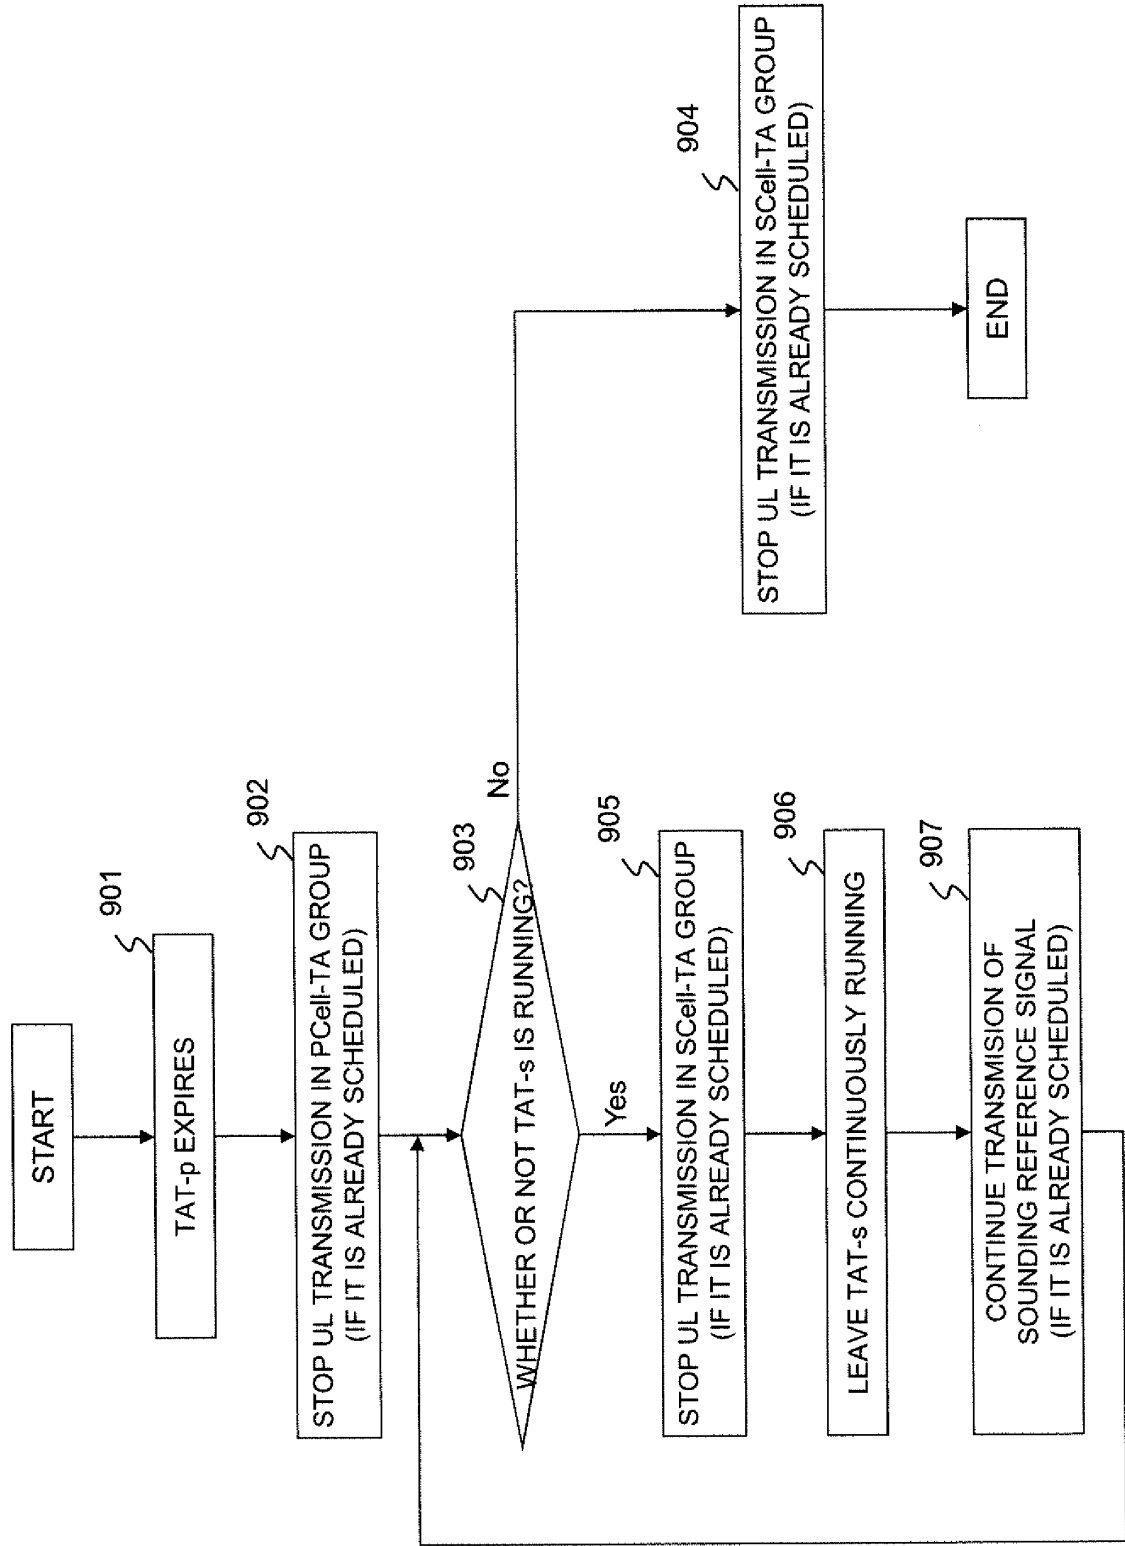 START
901
TAT-p EXPIRES
902
STOP UL TRANSMISSION IN PCell-TA GROUP
(IF IT IS ALREADY SCHEDULED)
903
WHETHER OR NOT TAT-s IS RUNNING?
No
Yes
904
STOP UL TRANSMISSION IN SCell-TA GROUP
(IF IT IS ALREADY SCHEDULED)
END
905
STOP UL TRANSMISSION IN SCell-TA GROUP
(IF IT IS ALREADY SCHEDULED)
906
LEAVE TAT-s CONTINUOUSLY RUNNING
907
CONTINUE TRANSMISION OF
SOUNDING REFERENCE SIGNAL
(IF IT IS ALREADY SCHEDULED)